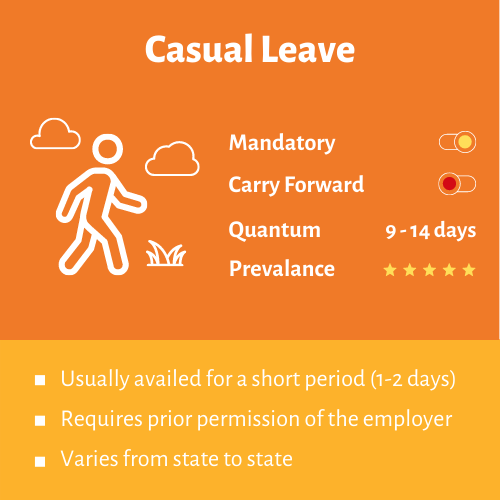 Casual Leave
Mandatory
Carry Forward
Quantum 9 - 14 days
Prevalance
Usually availed for a short period (1-2 days)
Requires prior permission of the employer
Varies from state to state